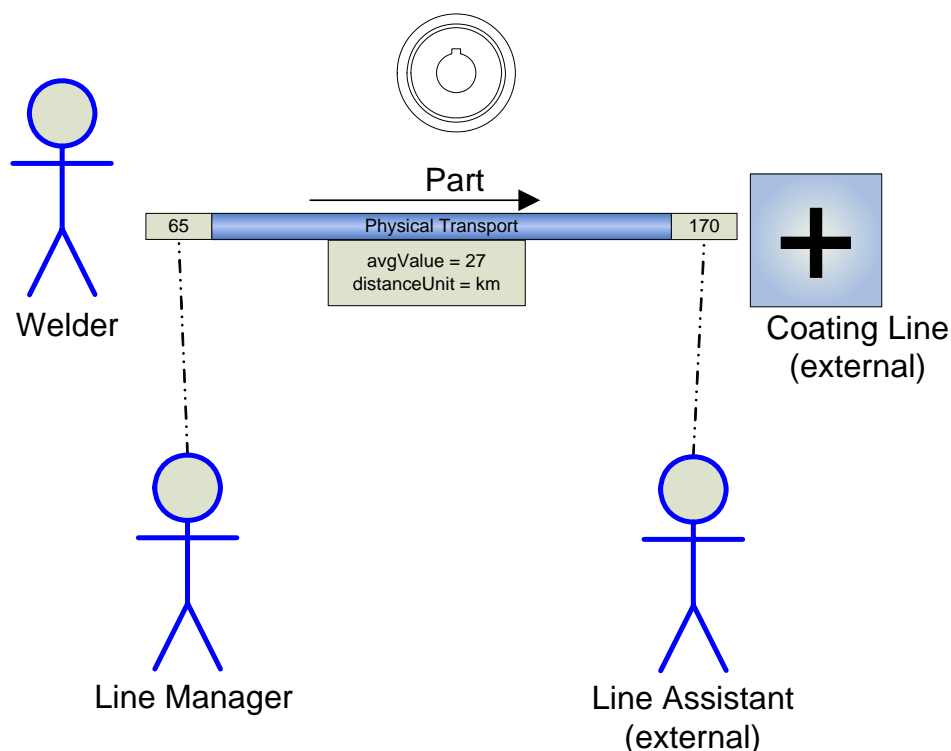 Part
65
Physical Transport
170
avgValue = 27
distanceUnit = km
Welder
Coating Line
(external)
Line Manager
Line Assistant
(external)